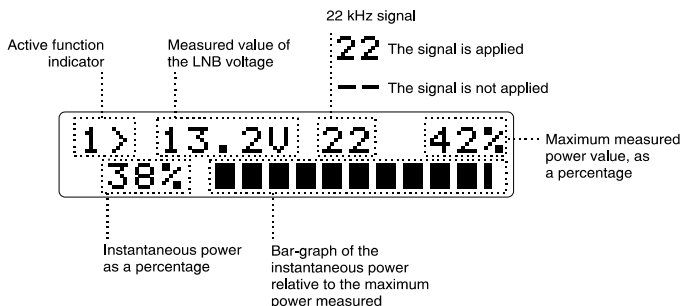 22 kHz signal
22 The signal is applied
-- The signal is not applied
Active function
indicator
Measured value of
the LNB voltage
1> 13.2V 22 42%
38%
Maximum measured
power value, as
a percentage
Instantaneous power
as a percentage
Bar-graph of the
instantaneous power
relative to the maximum
power measured